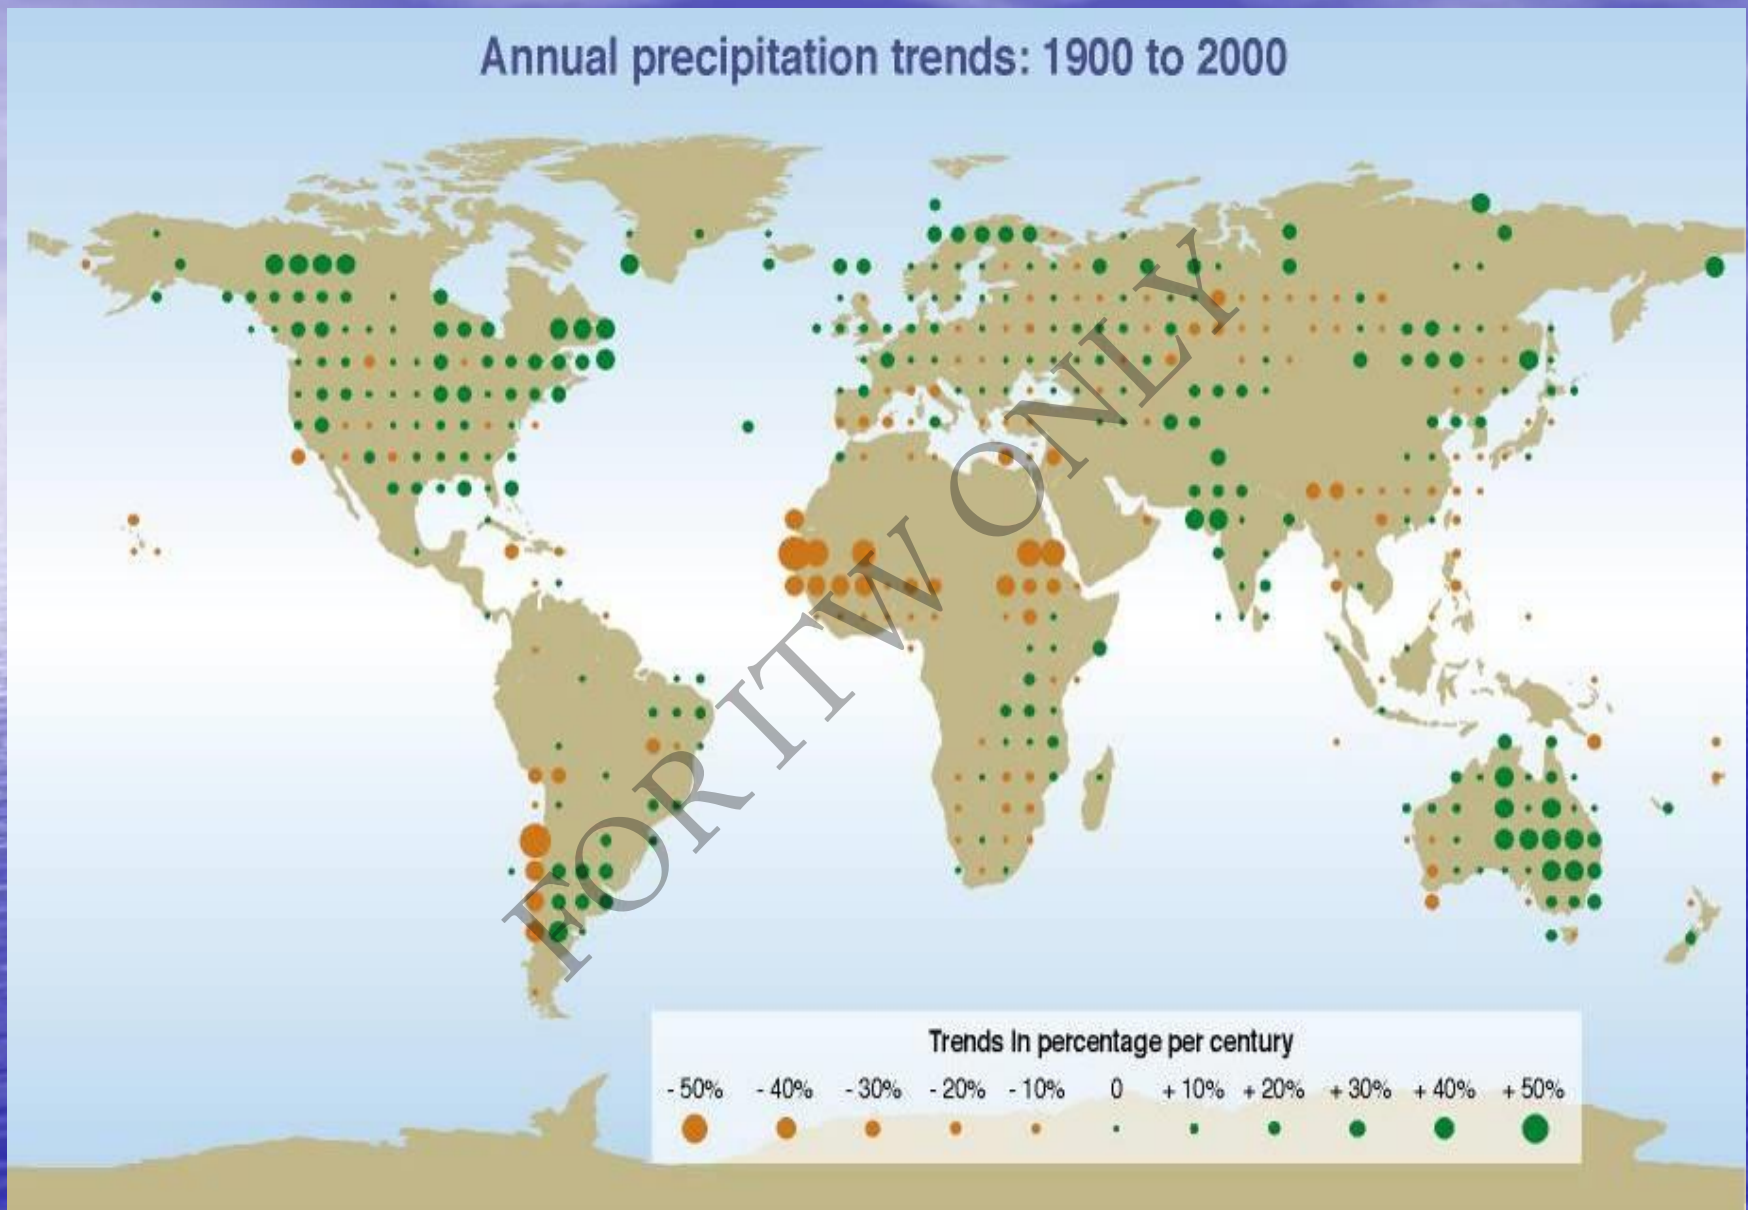 Annual precipitation trends: 1900 to 2000
FOR ITW ONLY
Trends In percentage per century
- 50% - 40% - 30% - 20% - 10% 0 + 10% + 20% + 30% + 40% + 50%